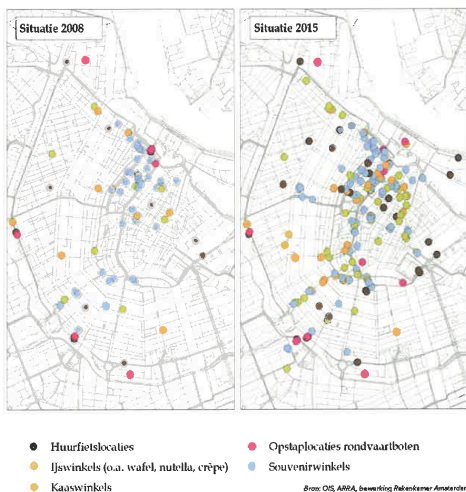 Situatie 2008
Situatie 2015
Huurfietslocaties
Ijswinkels (o.a. wafel, nutella, crêpe)
Kaaswinkels
Opstaplocaties rondvaartboten
Souvenirwinkels
Bron: OIS, ARRA, bewerking Rekenkamer Amsterdam